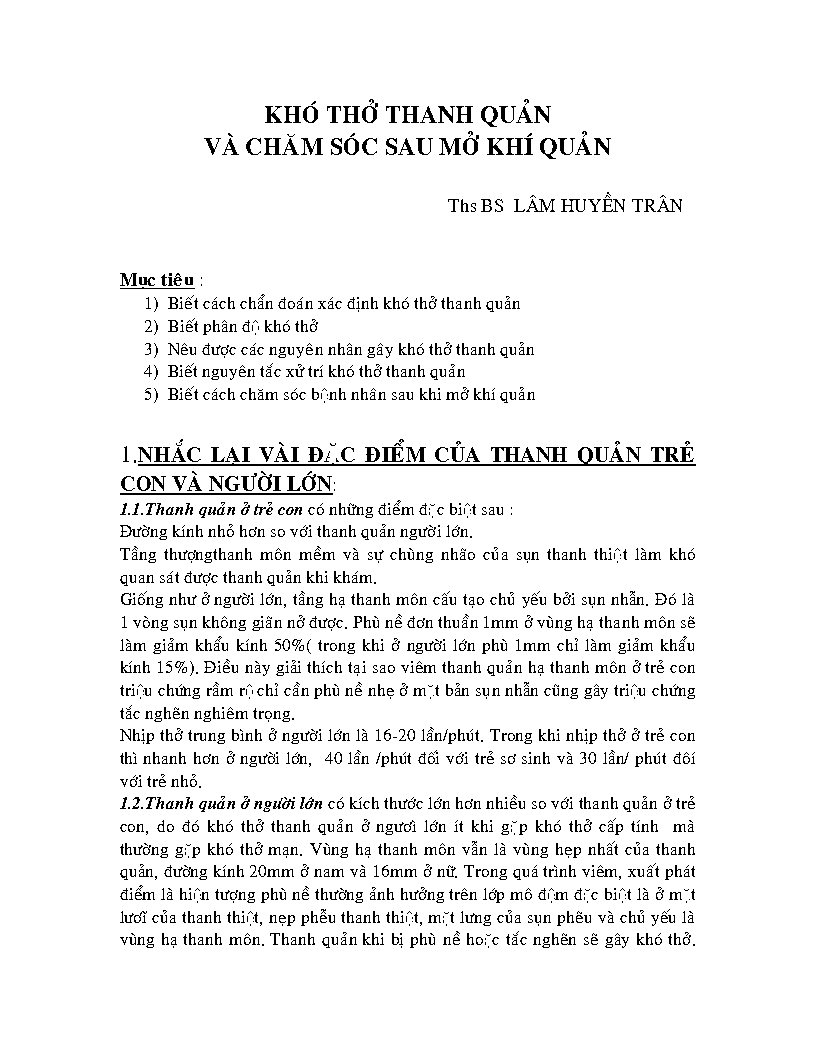 KHÓ THỞ THANH QUẢN
VÀ CHĂM SÓC SAU MỞ KHÍ QUẢN
Ths BS LÂM HUYỀN TRÂN
Mục tiêu :
1) Biết cách chẩn đoán xác định khó thở thanh quản
2) Biết phân độ khó thở
3) Nêu được các nguyên nhân gây khó thở thanh quản
4) Biết nguyên tắc xử trí khó thở thanh quản
5) Biết cách chăm sóc bệnh nhân sau khi mở khí quản
1.NHẮC LẠI VÀI ĐẶC ĐIỂM CỦA THANH QUẢN TRẺ
CON VÀ NGƯỜI LỚN:
1.1.Thanh quản ở trẻ con có những điểm đặc biệt sau :
Đường kính nhỏ hơn so với thanh quản người lớn.
Tầng thượngthanh môn mềm và sự chùng nhão của sụn thanh thiệt làm khó
quan sát được thanh quản khi khám.
Giống như ở người lớn, tầng hạ thanh môn cấu tạo chủ yếu bởi sụn nhẫn. Đó là
1 vòng sụn không giãn nở được. Phù nề đơn thuần 1mm ở vùng hạ thanh môn sẽ
làm giảm khẩu kính 50%( trong khi ở người lớn phù 1mm chỉ làm giảm khẩu
kính 15%). Điều này giải thích tại sao viêm thanh quản hạ thanh môn ở trẻ con
triệu chứng rầm rộ chỉ cần phù nề nhẹ ở mặt bản sụn nhẫn cũng gây triệu chứng
tắc nghẽn nghiêm trọng.
Nhịp thở trung bình ở người lớn là 16-20 lần/phút. Trong khi nhịp thở ở trẻ con
thì nhanh hơn ở người lớn, 40 lần /phút đối với trẻ sơ sinh và 30 lần/ phút đôí
với trẻ nhỏ.
1.2.Thanh quản ở người lớn có kích thước lớn hơn nhiều so với thanh quản ở trẻ
con, do đó khó thở thanh quản ở ngươì lớn ít khi gặp khó thở cấp tính mà
thường gặp khó thở mạn. Vùng hạ thanh môn vẫn là vùng hẹp nhất của thanh
quản, đường kính 20mm ở nam và 16mm ở nữ. Trong quá trình viêm, xuất phát
điểm là hiện tượng phù nề thường ảnh hưởng trên lớp mô đệm đặc biệt là ở mặt
lươĩ của thanh thiệt, nẹp phễu thanh thiệt, mặt lưng của sụn phêũ và chủ yếu là
vùng hạ thanh môn. Thanh quản khi bị phù nề hoặc tắc nghẽn sẽ gây khó thở.